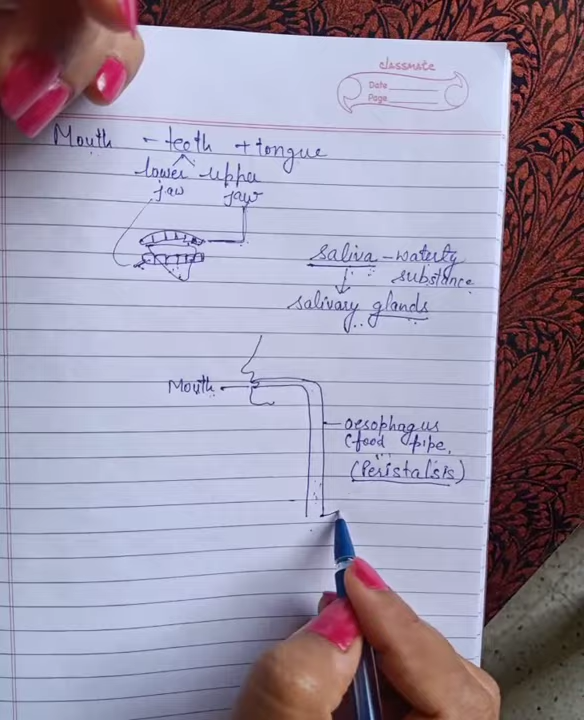 classmate
Date
Page
Mouth - teeth + tongue
lower upper
jaw jaw
saliva - waterty
substance
salivary glands
Mouth
oesophagus
(food pipe,
(Peristalsis)